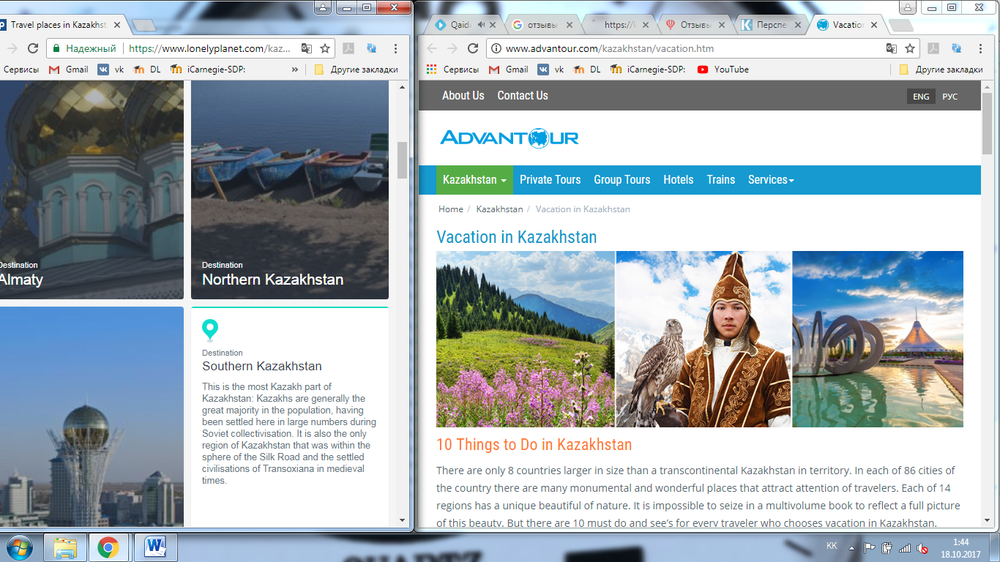 Travel places in Kazakhst
Надежный
https://www.lonelyplanet.com/kaz...
Сервисы
Gmail
vk
DL
iCarnegie-SDP:
»
Другие закладки
Destination
Almaty
Destination
Northern Kazakhstan
Destination
Southern Kazakhstan
This is the most Kazakh part of
Kazakhstan: Kazakhs are generally the
great majority in the population, having
been settled here in large numbers during
Soviet collectivisation. It is also the only
region of Kazakhstan that was within the
sphere of the Silk Road and the settled
civilisations of Transoxiana in medieval
times.
Qaid
отзывы
https://
Отзывы
Перспе
Vacation
www.advantour.com/kazakhstan/vacation.htm
Сервисы
Gmail
vk
DL
iCarnegie-SDP:
YouTube
Другие закладки
About Us
Contact Us
ENG
РУС
ADVANTOUR
Kazakhstan
Private Tours
Group Tours
Hotels
Trains
Services
Home / Kazakhstan / Vacation in Kazakhstan
Vacation in Kazakhstan
10 Things to Do in Kazakhstan
There are only 8 countries larger in size than a transcontinental Kazakhstan in territory. In each of 86 cities of
the country there are many monumental and wonderful places that attract attention of travelers. Each of 14
regions has a unique beautiful of nature. It is impossible to seize in a multivolume book to reflect a full picture
of this beauty. But there are 10 must do and see's for every traveler who chooses vacation in Kazakhstan.
KK
1:44
18.10.2017